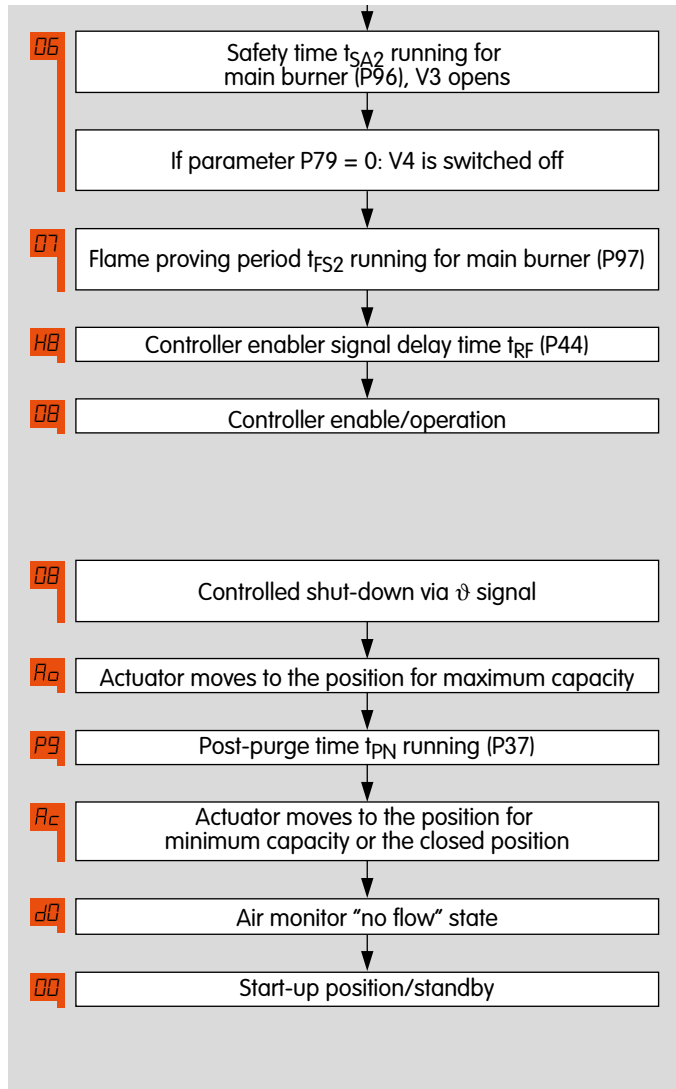 06
Safety time tSA2 running for
main burner (P96), V3 opens
If parameter P79 = 0: V4 is switched off
07
Flame proving period tFS2 running for main burner (P97)
H8
Controller enabler signal delay time tRF (P44)
08
Controller enable/operation
08
Controlled shut-down via ϑ signal
Ao
Actuator moves to the position for maximum capacity
P9
Post-purge time tPN running (P37)
Ac
Actuator moves to the position for
minimum capacity or the closed position
d0
Air monitor “no flow” state
00
Start-up position/standby